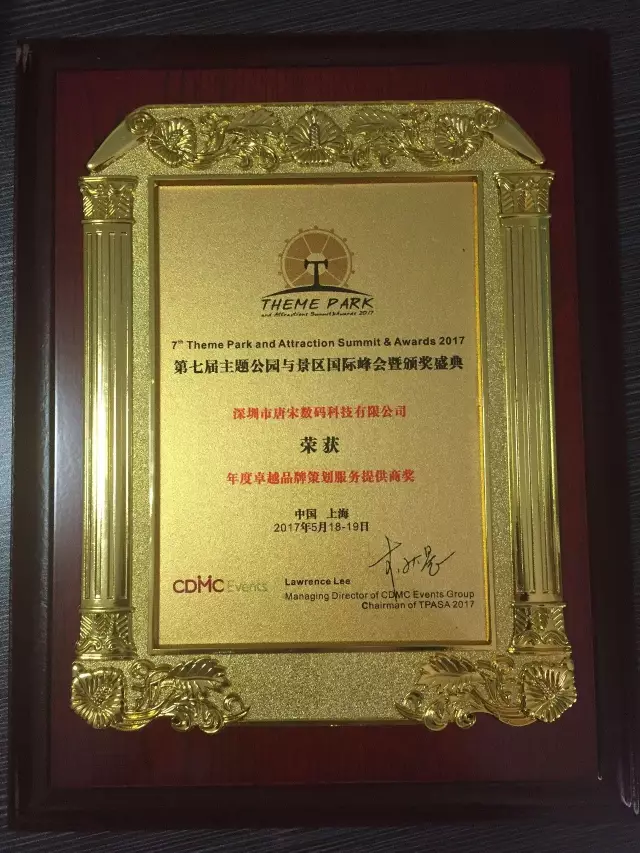 THEME PARK
and Attractions Summit & Awards 2017
7th Theme Park and Attraction Summit & Awards 2017
第七届主题公园与景区国际峰会暨颁奖盛典
深圳市唐宋数码科技有限公司
荣获
年度卓越品牌策划服务提供商奖
中国 上海
2017年5月18-19日
CDMC Events
Lawrence Lee
Managing Director of CDMC Events Group
Chairman of TPASA 2017